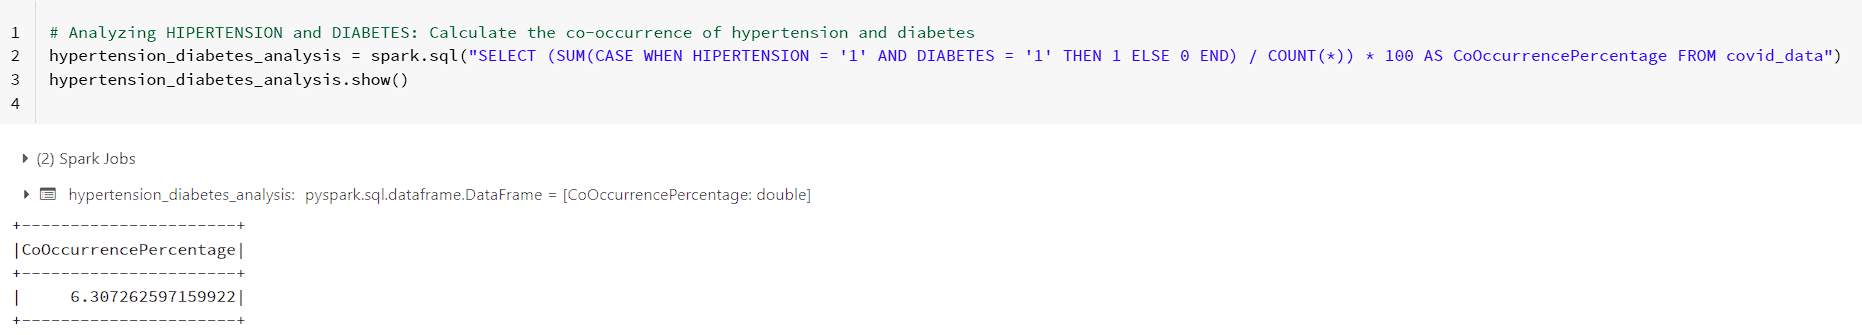 1 # Analyzing HIPERTENSION and DIABETES: Calculate the co-occurrence of hypertension and diabetes
2 hypertension_diabetes_analysis = spark.sql("SELECT (SUM(CASE WHEN HIPERTENSION = '1' AND DIABETES = '1' THEN 1 ELSE 0 END) / COUNT(*)) * 100 AS CoOccurrencePercentage FROM covid_data")
3 hypertension_diabetes_analysis.show()
4
(2) Spark Jobs
hypertension_diabetes_analysis: pyspark.sql.dataframe.DataFrame = [CoOccurrencePercentage: double]
+----------------------+
|CoOccurrencePercentage|
+----------------------+
|     6.307262597159922|
+----------------------+